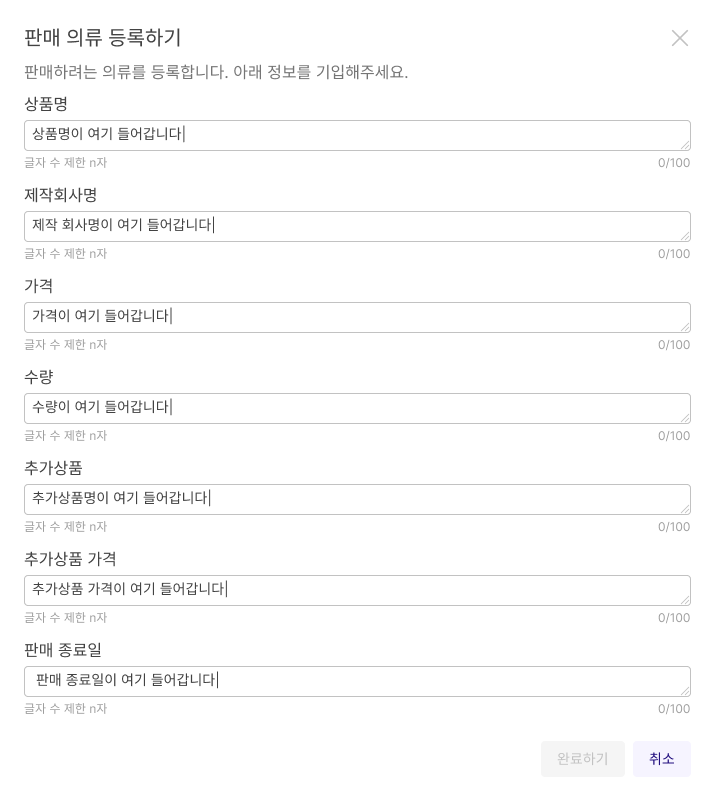 판매 의류 등록하기
판매하려는 의류를 등록합니다. 아래 정보를 기입해주세요.
상품명
상품명이 여기 들어갑니다
글자 수 제한 n자 0/100
제작회사명
제작 회사명이 여기 들어갑니다
글자 수 제한 n자 0/100
가격
가격이 여기 들어갑니다
글자 수 제한 n자 0/100
수량
수량이 여기 들어갑니다
글자 수 제한 n자 0/100
추가상품
추가상품명이 여기 들어갑니다
글자 수 제한 n자 0/100
추가상품 가격
추가상품 가격이 여기 들어갑니다
글자 수 제한 n자 0/100
판매 종료일
판매 종료일이 여기 들어갑니다
글자 수 제한 n자 0/100
완료하기 취소